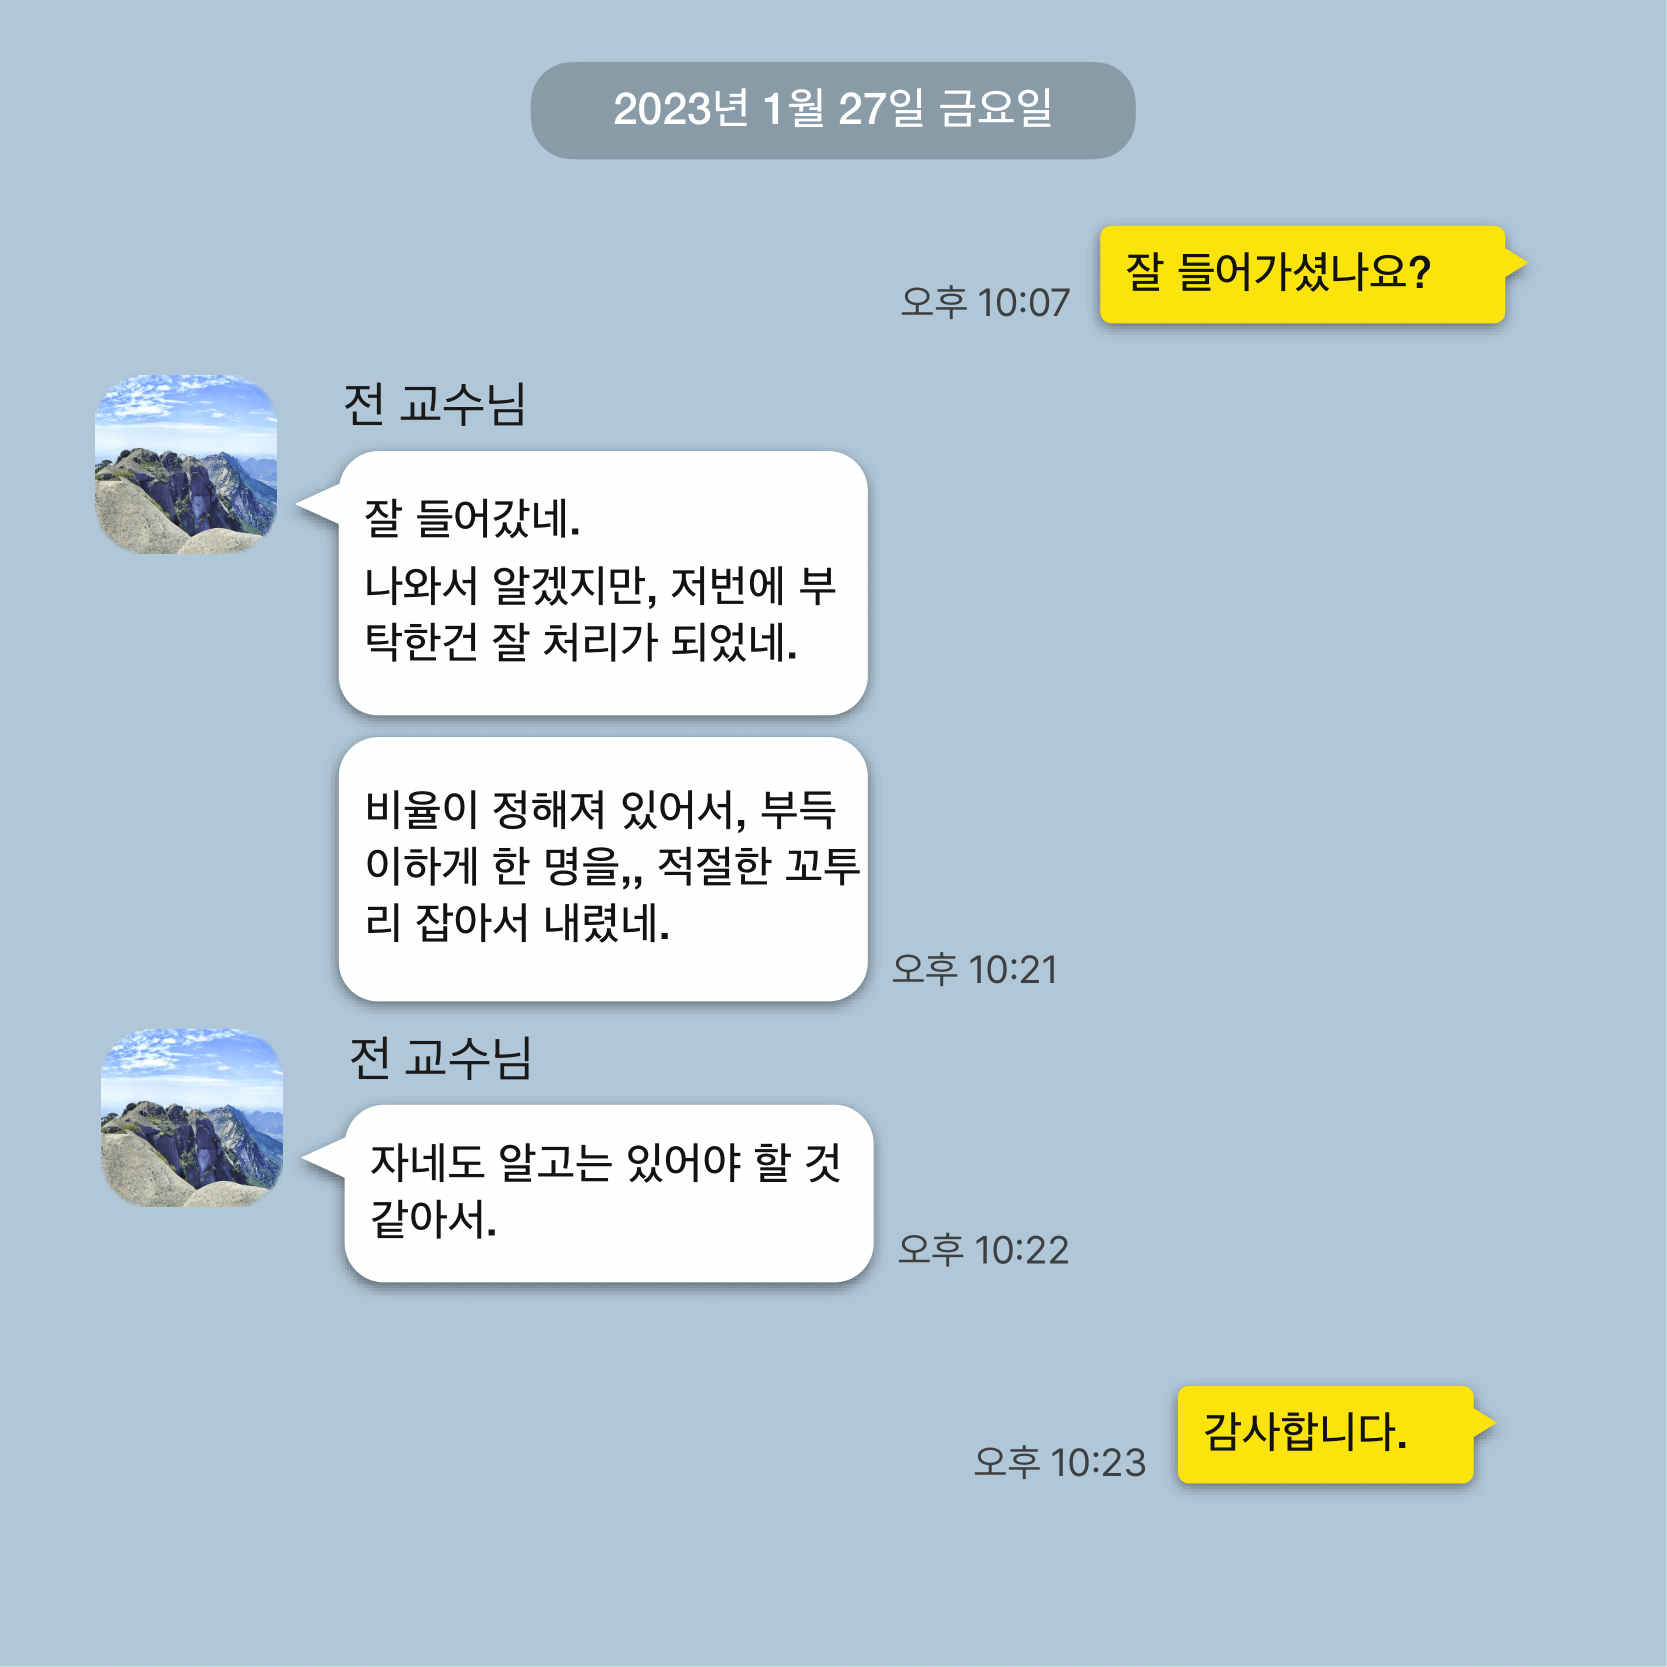 2023년 1월 27일 금요일
잘 들어가셨나요?
오후 10:07
전 교수님
잘 들어갔네.
나와서 알겠지만, 저번에 부
탁한건 잘 처리가 되었네.
비율이 정해져 있어서, 부득
이하게 한 명을,, 적절한 꼬투
리 잡아서 내렸네.
오후 10:21
전 교수님
자네도 알고는 있어야 할 것
같아서.
오후 10:22
감사합니다.
오후 10:23